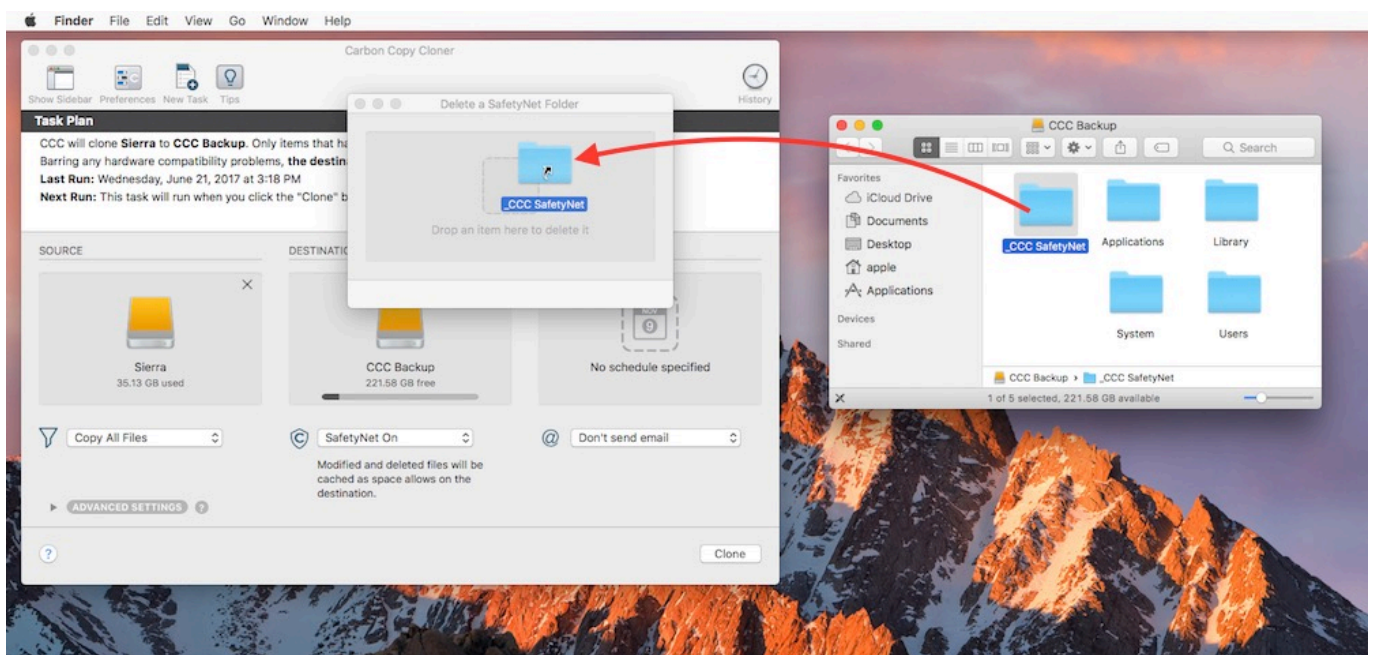 Finder File Edit View Go Window Help
Carbon Copy Cloner
Show Sidebar Preferences New Task Tips
History
Task Plan
CCC will clone Sierra to CCC Backup. Only items that ha
Barring any hardware compatibility problems, the destin
Last Run: Wednesday, June 21, 2017 at 3:18 PM
Next Run: This task will run when you click the "Clone" b
SOURCE
DESTINATIO
Sierra
35.13 GB used
CCC Backup
221.58 GB free
NOV
9
No schedule specified
Copy All Files
SafetyNet On
@ Don't send email
Modified and deleted files will be
cached as space allows on the
destination.
ADVANCED SETTINGS ?
?
Clone
Delete a SafetyNet Folder
_CCC SafetyNet
Drop an item here to delete it
CCC Backup
Search
Favorites
iCloud Drive
Documents
Desktop
apple
Applications
Devices
Shared
_CCC SafetyNet
Applications
Library
System
Users
CCC Backup › _CCC SafetyNet
1 of 5 selected, 221.58 GB available